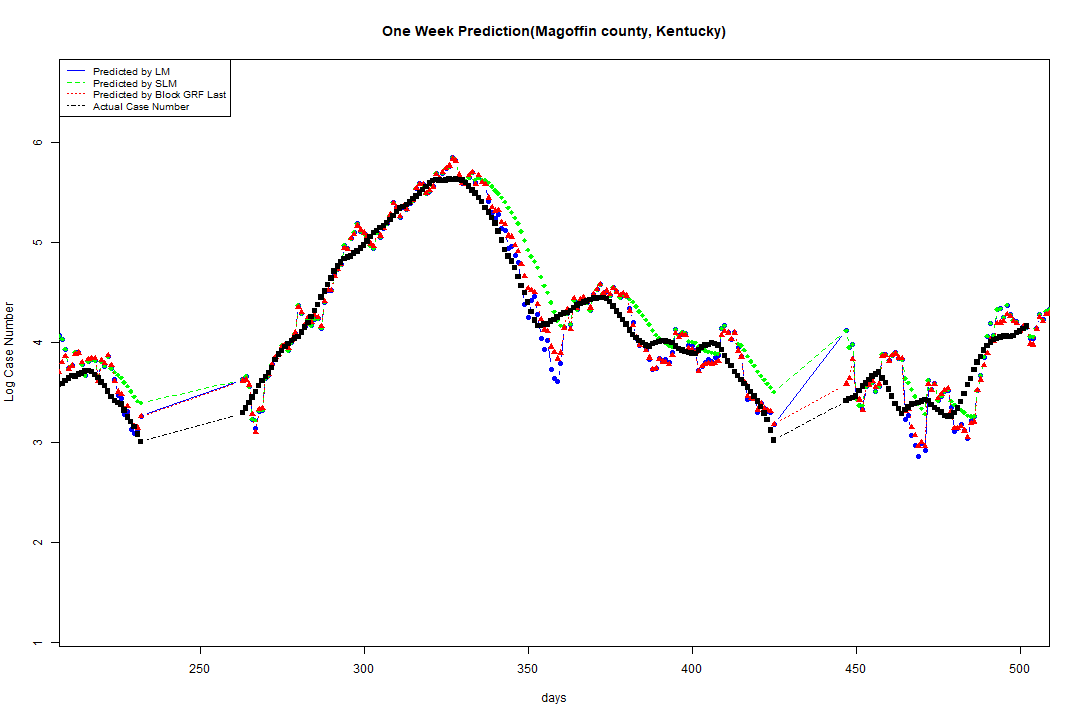 One Week Prediction(Magoffin county, Kentucky)
Predicted by LM
Predicted by SLM
Predicted by Block GRF Last
Actual Case Number
6
5
4
3
2
1
Log Case Number
250 300 350 400 450 500
days